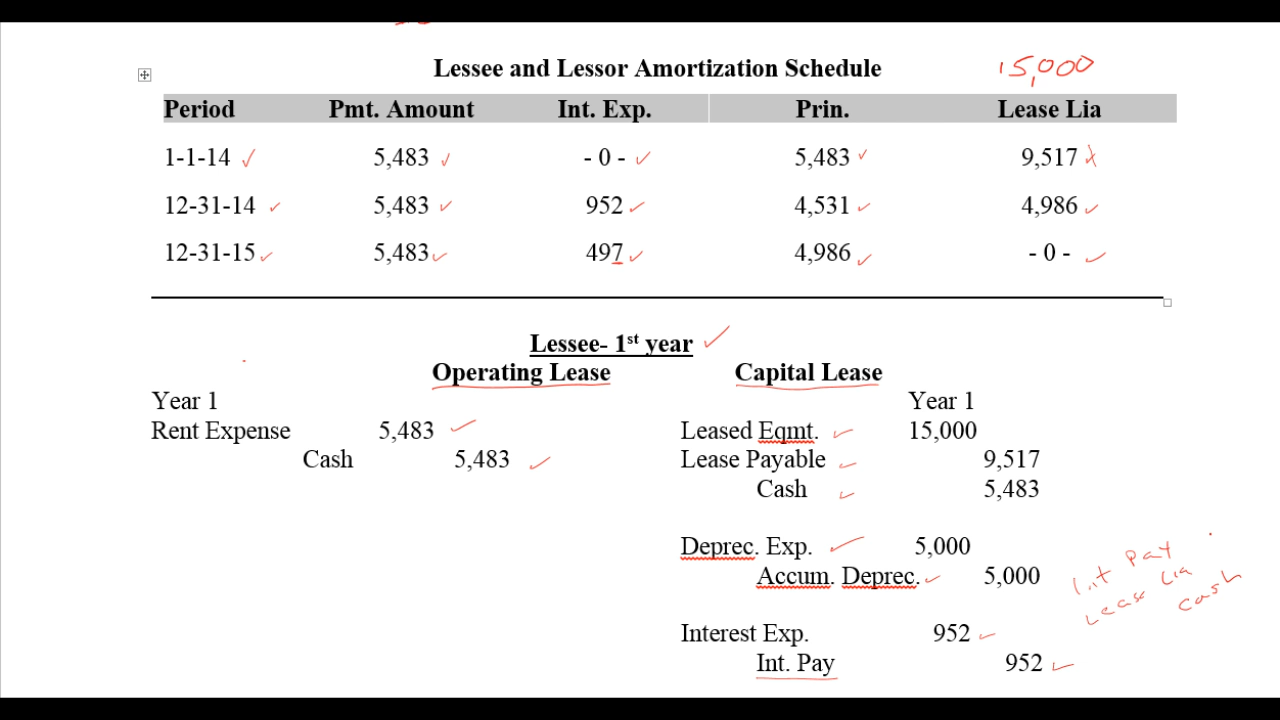 Lessee and Lessor Amortization Schedule 15,000
Period Pmt. Amount Int. Exp. Prin. Lease Lia
1-1-14 5,483 - 0 - 5,483 9,517
12-31-14 5,483 952 4,531 4,986
12-31-15 5,483 497 4,986 - 0 -
Lessee- 1st year
Operating Lease Capital Lease
Year 1 Year 1
Rent Expense 5,483 Leased Eqmt. 15,000
Cash 5,483 Lease Payable 9,517
Cash 5,483
Deprec. Exp. 5,000
Accum. Deprec. 5,000
Int Pay
Lease Lia
Cash
Interest Exp. 952
Int. Pay 952